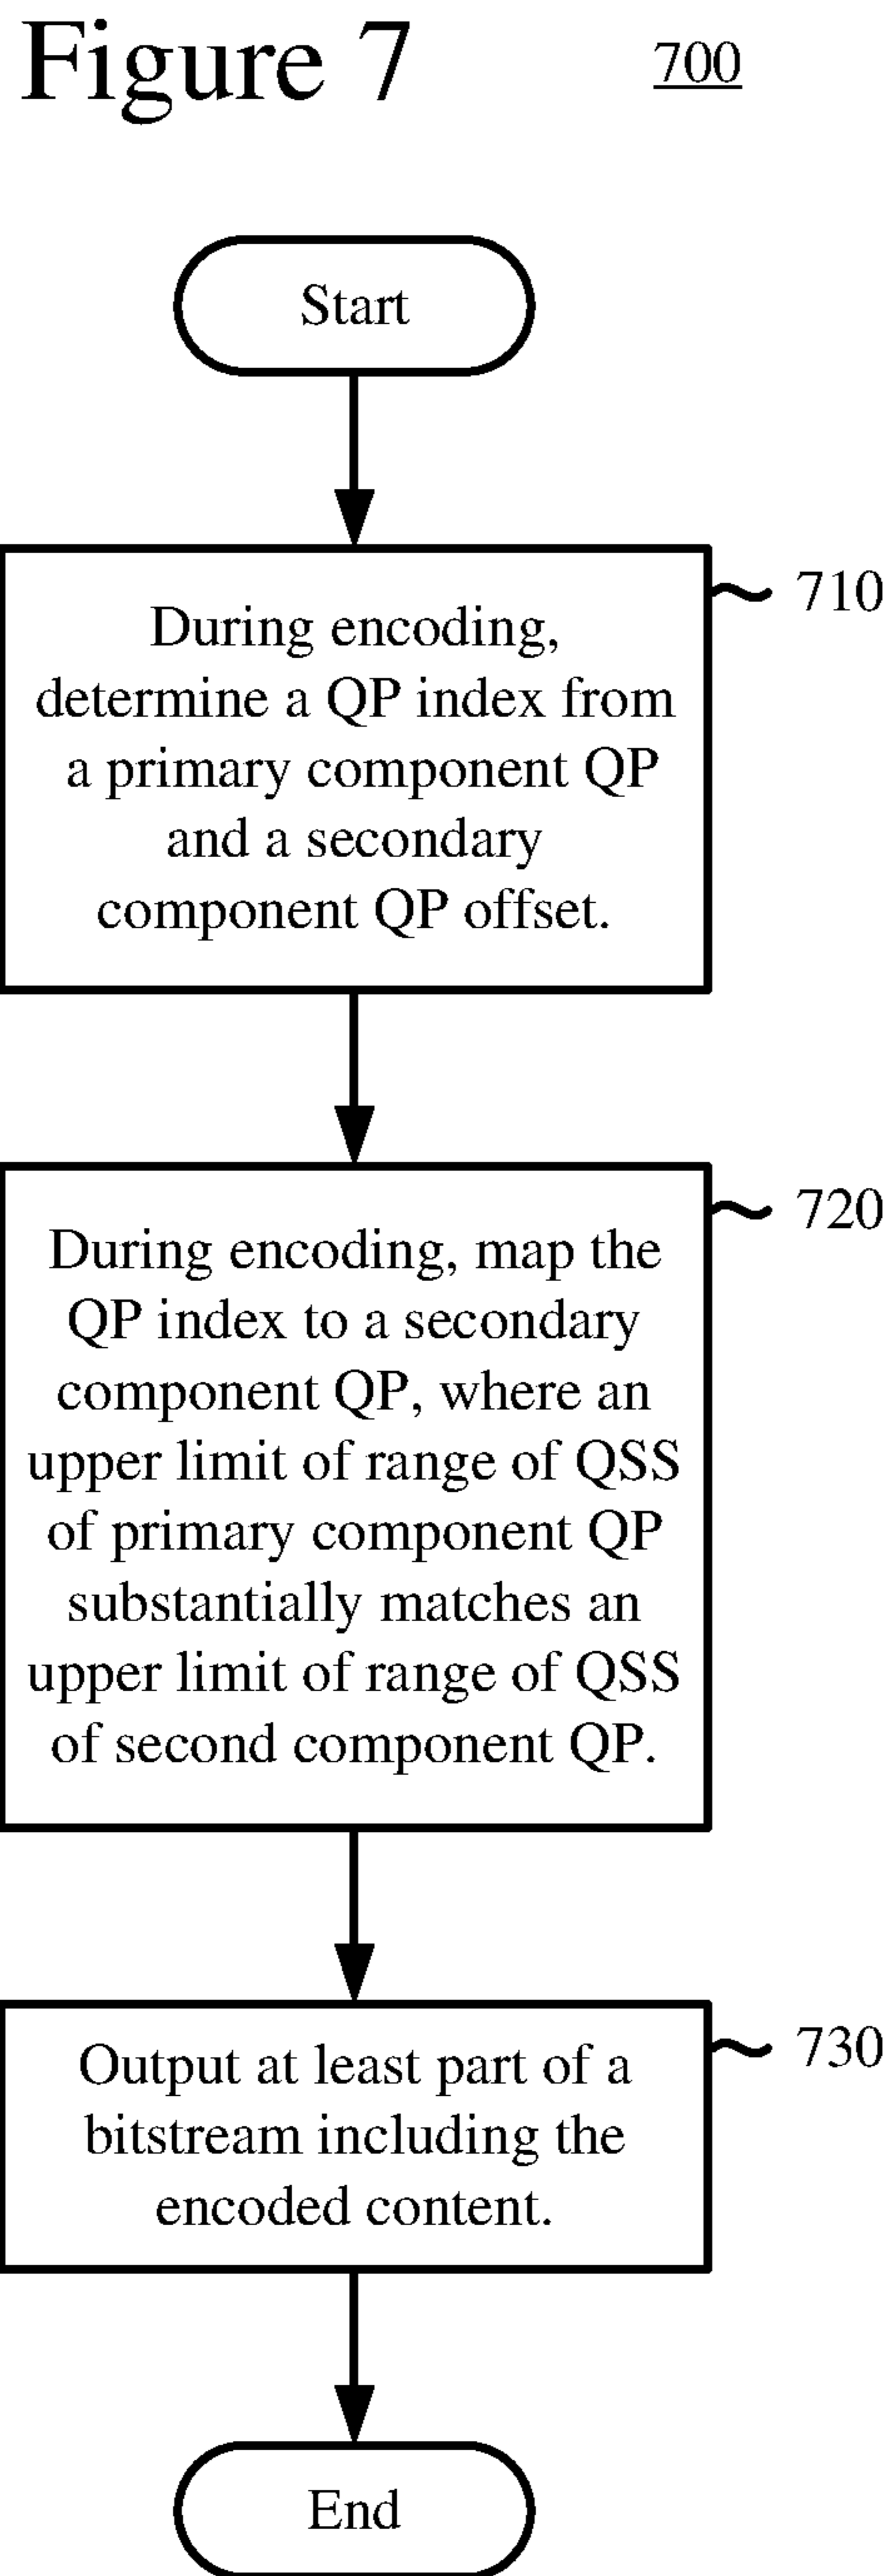 Figure 7
700
Start
710
During encoding,
determine a QP index from
a primary component QP
and a secondary
component QP offset.
720
During encoding, map the
QP index to a secondary
component QP, where an
upper limit of range of QSS
of primary component QP
substantially matches an
upper limit of range of QSS
of second component QP.
730
Output at least part of a
bitstream including the
encoded content.
End